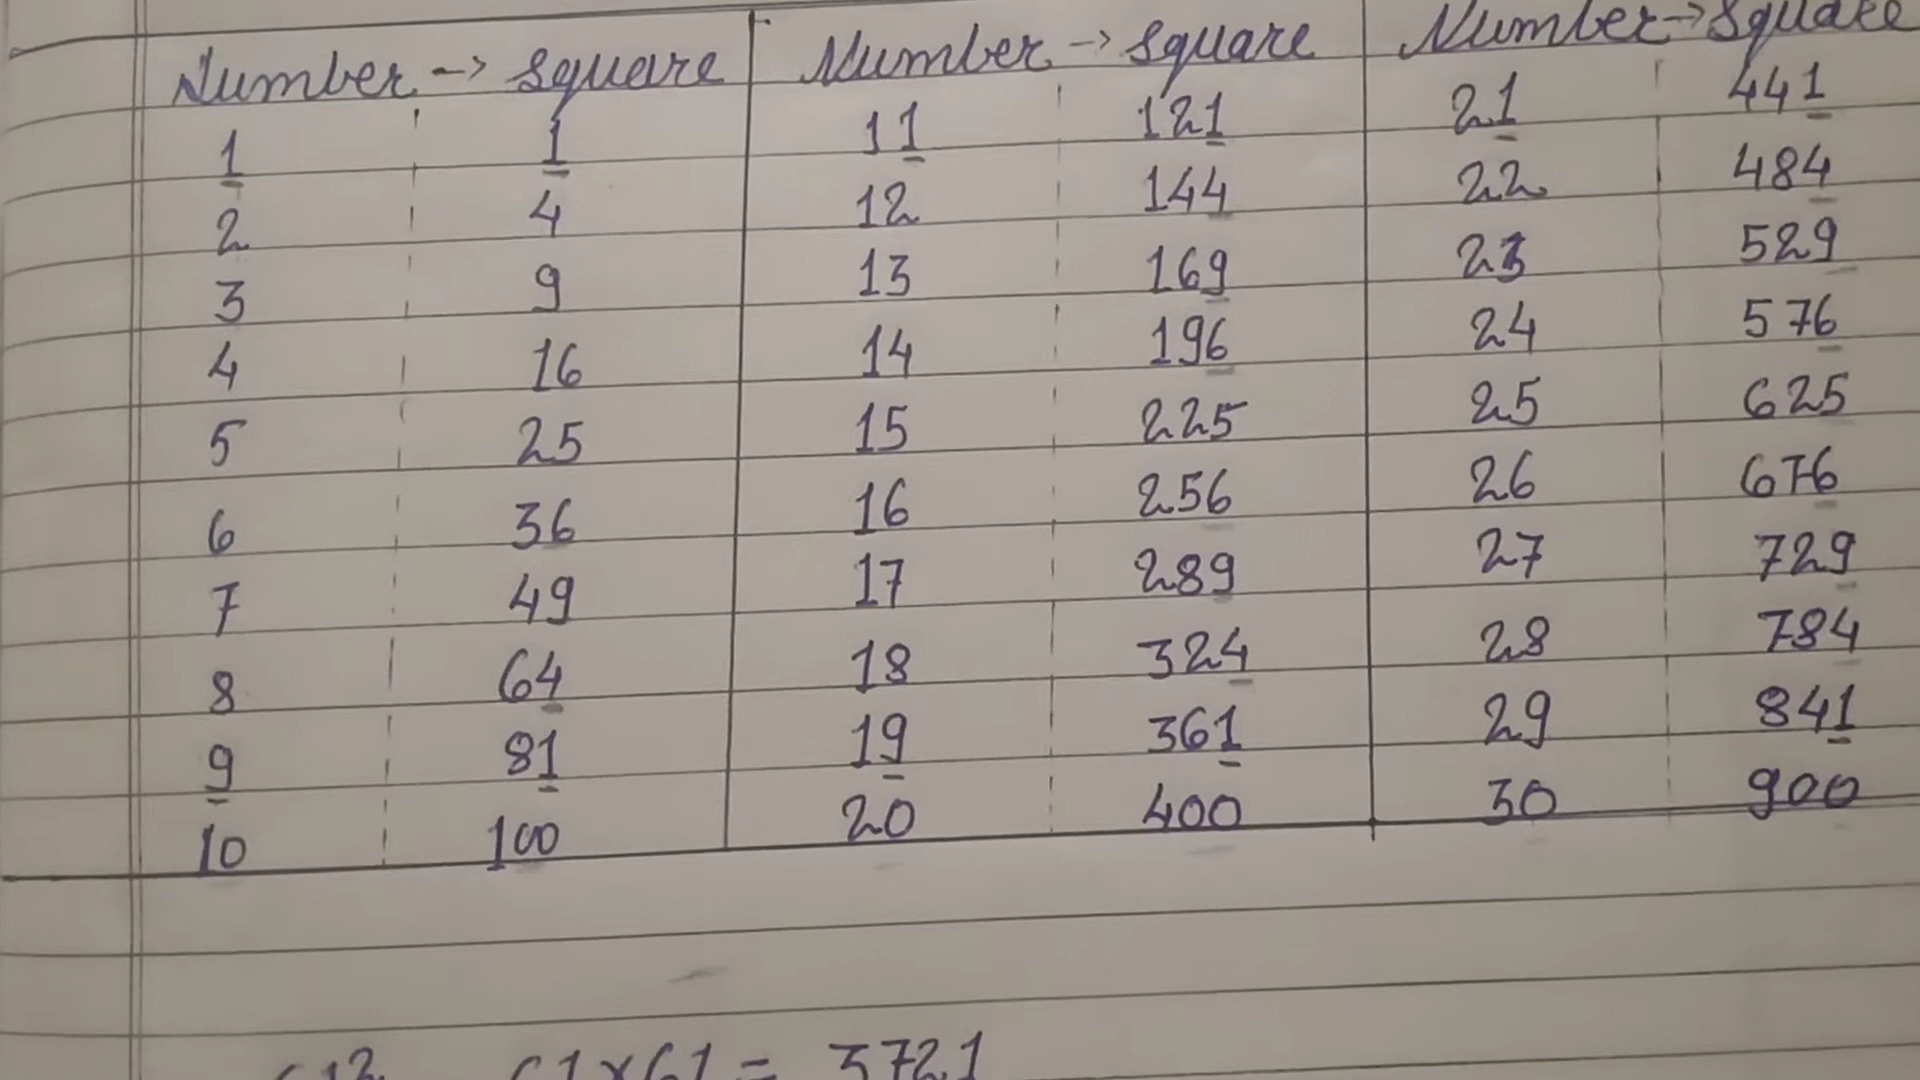 Number -> square Number -> square Number -> square
1 1 11 121 21 441
2 4 12 144 22 484
3 9 13 169 23 529
4 16 14 196 24 576
5 25 15 225 25 625
6 36 16 256 26 676
7 49 17 289 27 729
8 64 18 324 28 784
9 81 19 361 29 841
10 100 20 400 30 900
61² 61×61 = 3721